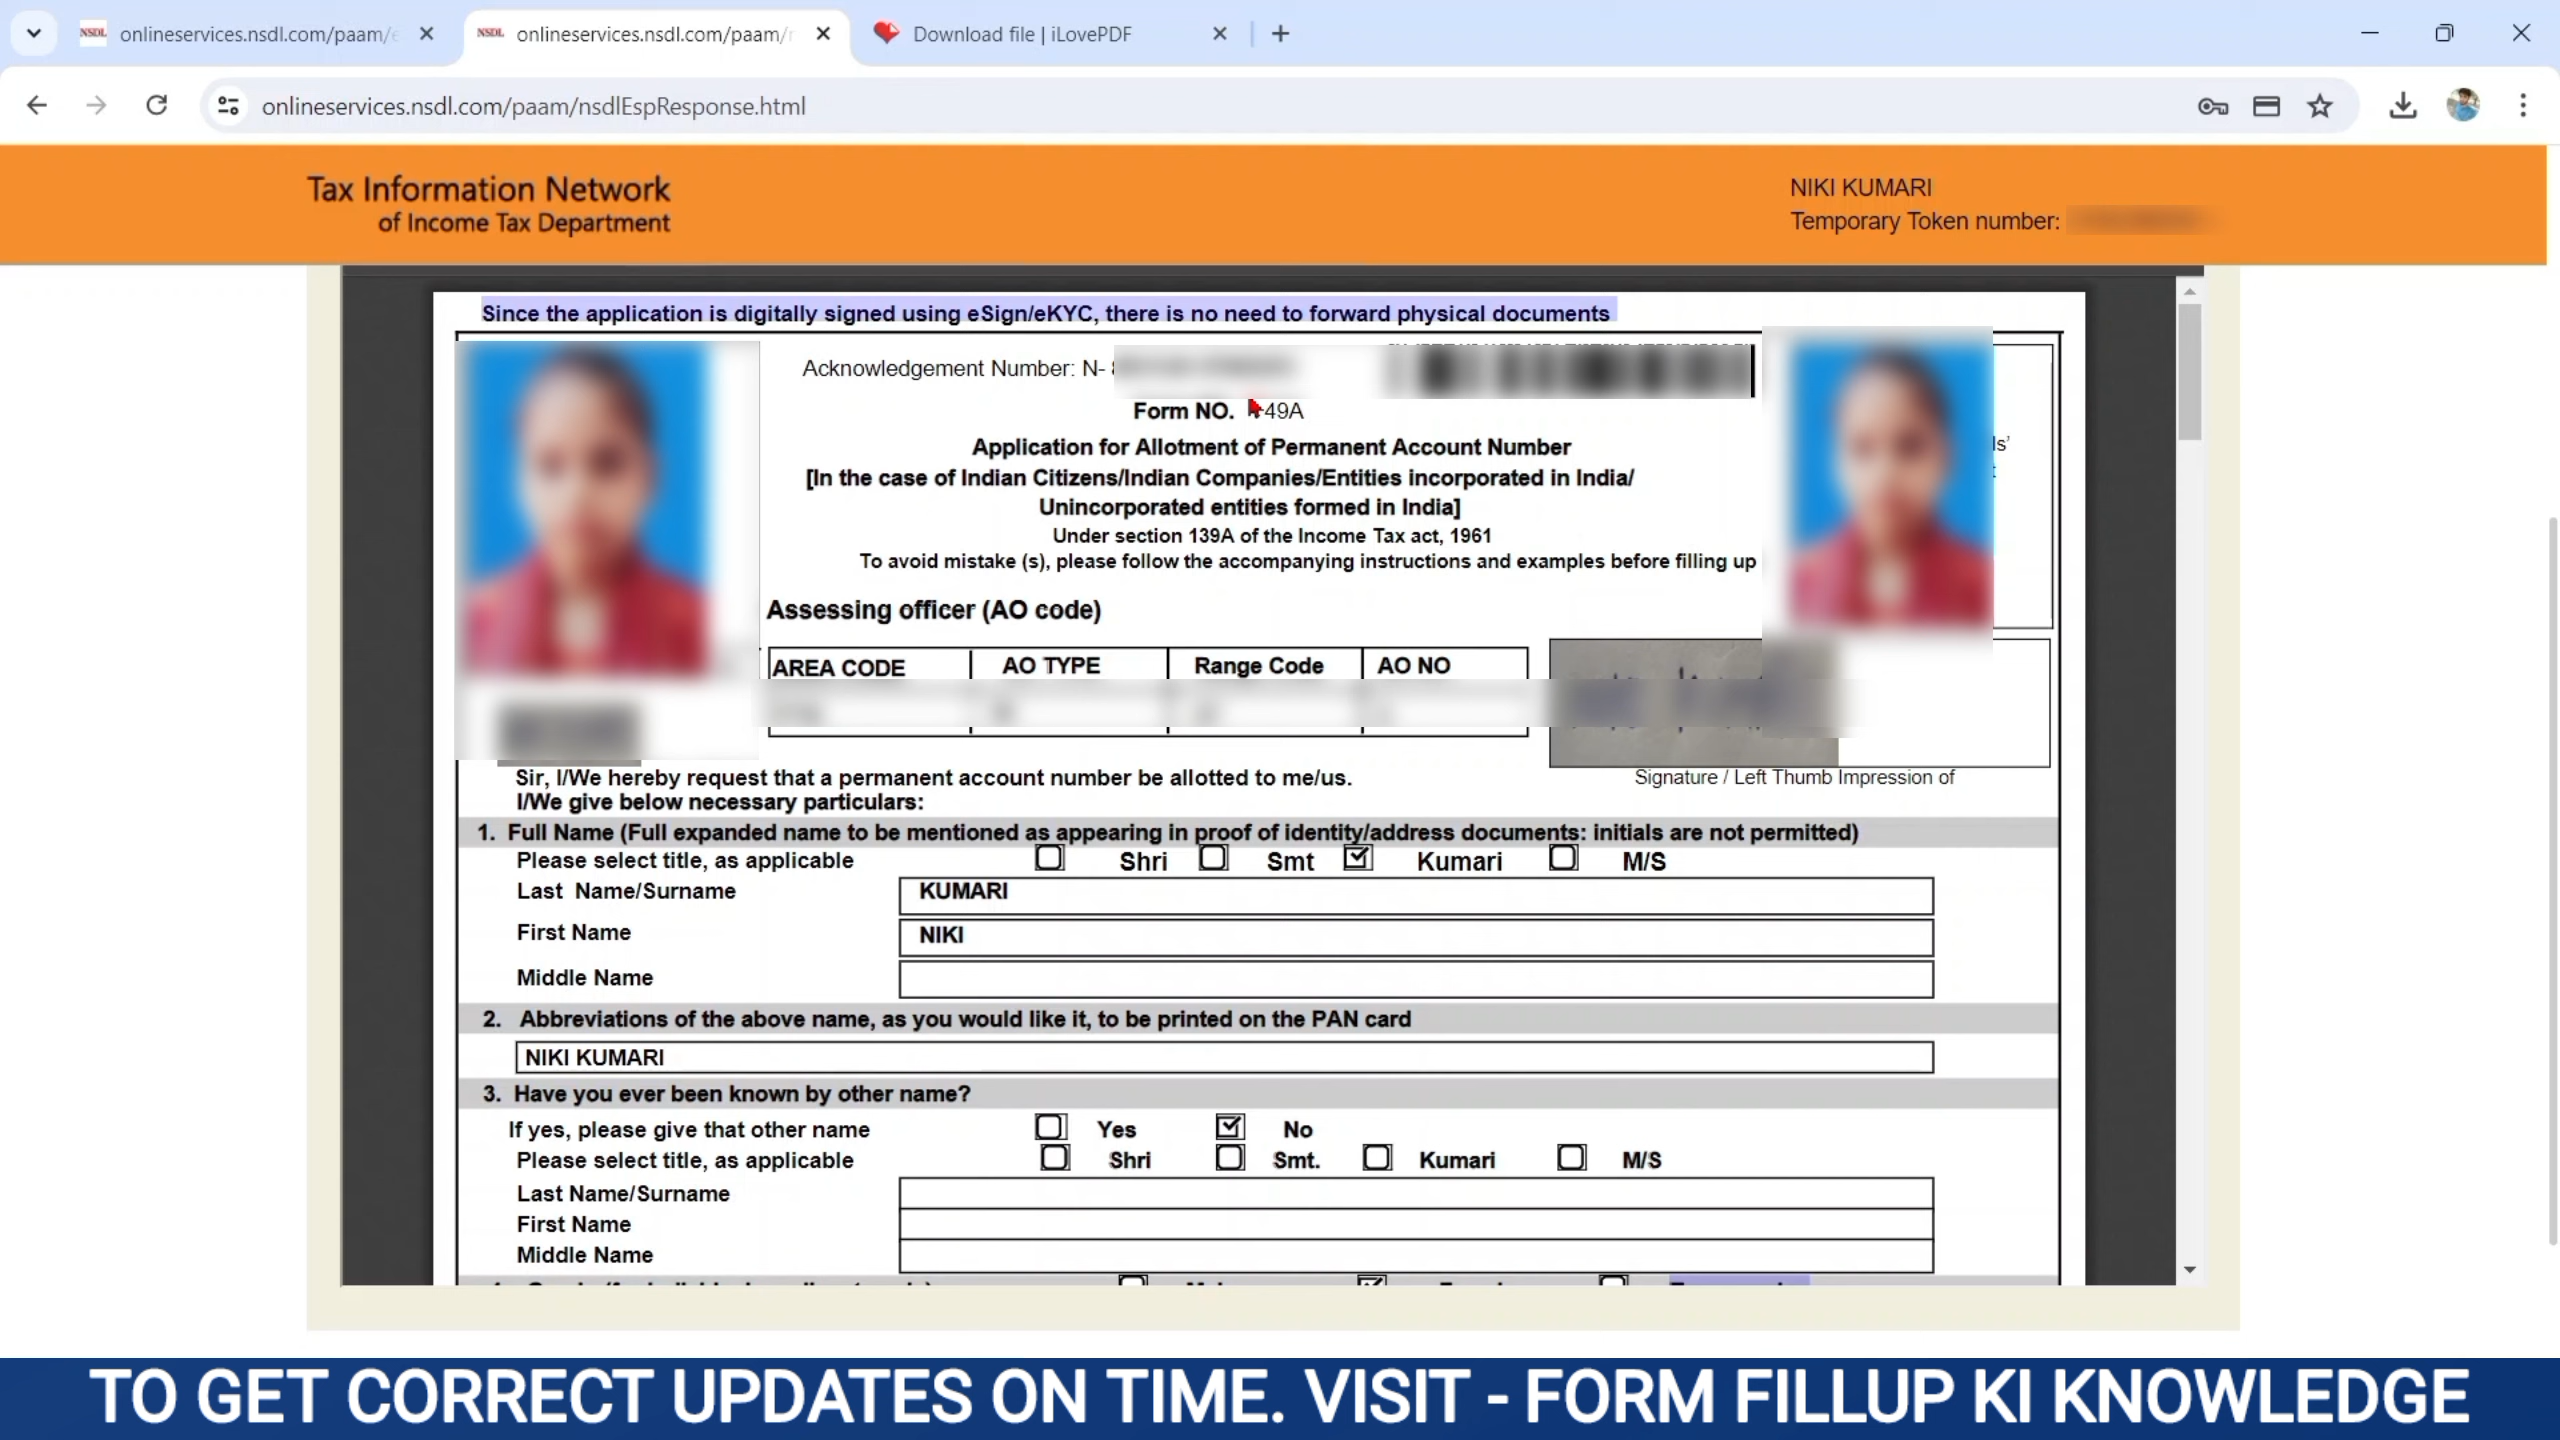 NSDL onlineservices.nsdl.com/paam/e
NSDL onlineservices.nsdl.com/paam/
Download file | iLovePDF
onlineservices.nsdl.com/paam/nsdlEspResponse.html
Tax Information Network
of Income Tax Department
NIKI KUMARI
Temporary Token number:
Since the application is digitally signed using eSign/eKYC, there is no need to forward physical documents
Acknowledgement Number: N-
Form NO. 49A
Application for Allotment of Permanent Account Number
[In the case of Indian Citizens/Indian Companies/Entities incorporated in India/
Unincorporated entities formed in India]
Under section 139A of the Income Tax act, 1961
To avoid mistake (s), please follow the accompanying instructions and examples before filling up
Assessing officer (AO code)
AREA CODE AO TYPE Range Code AO NO
Sir, I/We hereby request that a permanent account number be allotted to me/us.
Signature / Left Thumb Impression of
I/We give below necessary particulars:
1. Full Name (Full expanded name to be mentioned as appearing in proof of identity/address documents: initials are not permitted)
Please select title, as applicable Shri Smt Kumari M/S
Last Name/Surname KUMARI
First Name NIKI
Middle Name
2. Abbreviations of the above name, as you would like it, to be printed on the PAN card
NIKI KUMARI
3. Have you ever been known by other name?
If yes, please give that other name Yes No
Please select title, as applicable Shri Smt. Kumari M/S
Last Name/Surname
First Name
Middle Name
TO GET CORRECT UPDATES ON TIME. VISIT - FORM FILLUP KI KNOWLEDGE